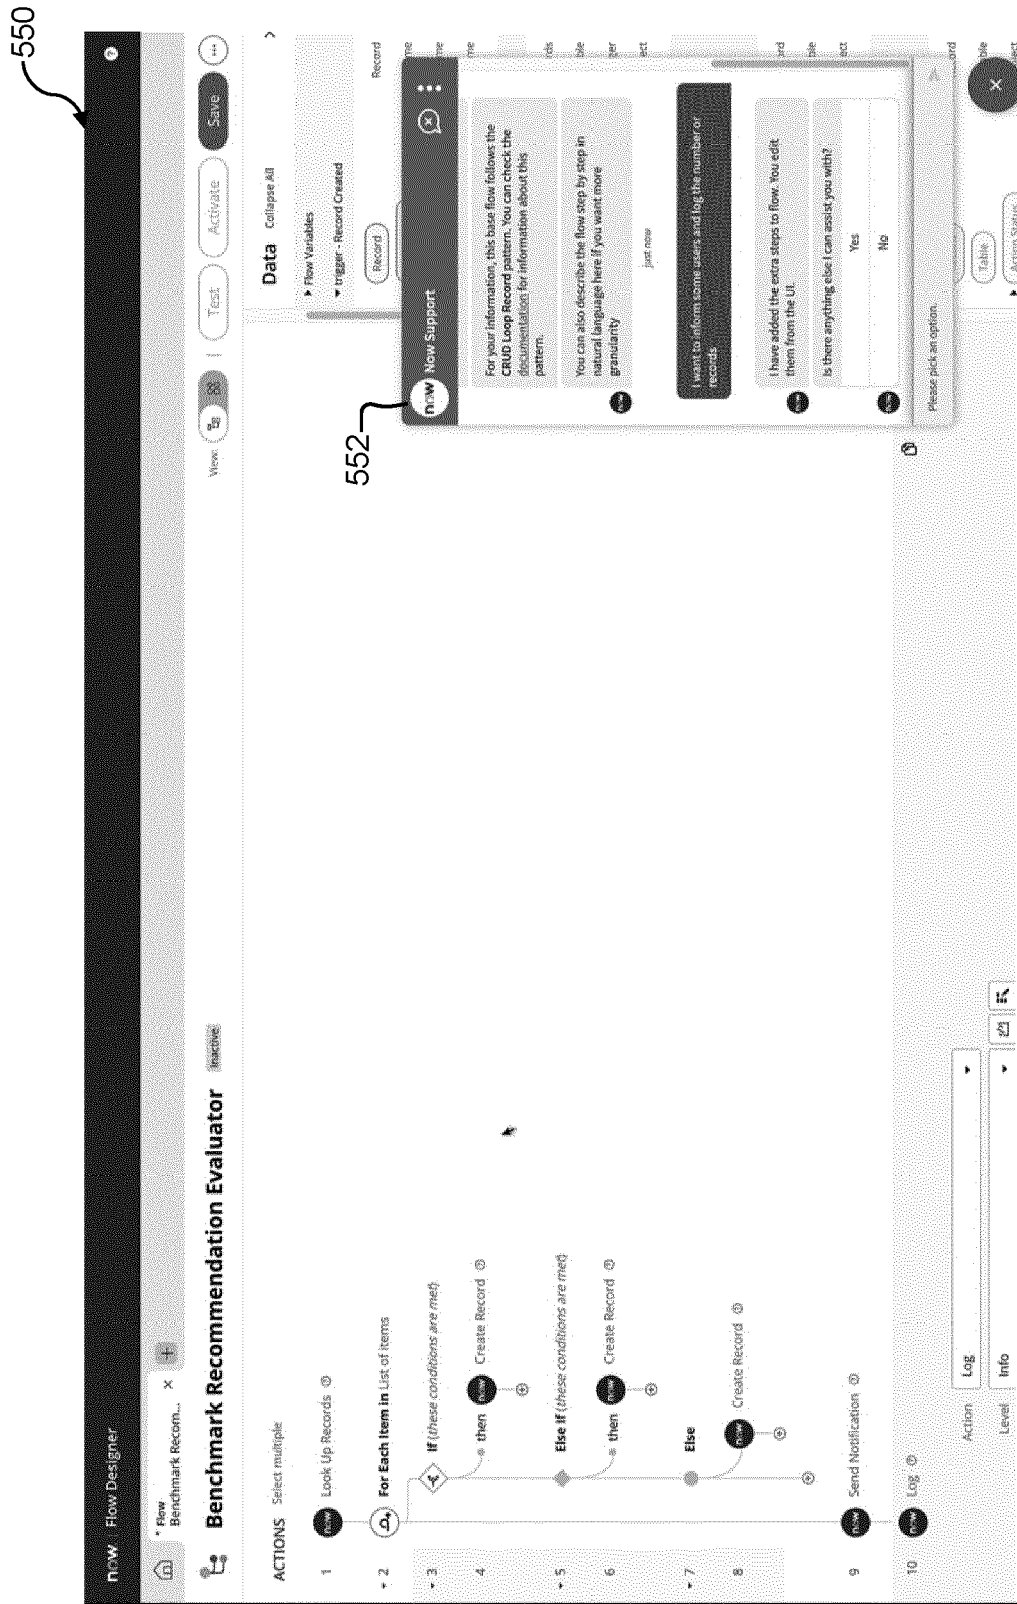 550
now Flow Designer
* Flow
Benchmark Recom...
Benchmark Recommendation Evaluator
Inactive
View:
Test
Activate
Save
ACTIONS Select multiple
1 Look Up Records
2 For Each Item in List of items
3 If (these conditions are met)
4 then now Create Record
5 Else If (these conditions are met)
6 then now Create Record
7 Else
8 Create Record
9 now Send Notification
10 now Log
Action Log
Level Info
Data Collapse All
Flow Variables
trigger - Record Created
Record
Record
552
now Now Support
For your information, this base flow follows the
CRUD Loop Record pattern. You can check the
documentation for information about this
pattern.
You can also describe the flow step by step in
natural language here if you want more
granularity
just now
I want to inform some users and log the number or
records
I have added the extra steps to flow. You edit
them from the UI.
Is there anything else I can assist you with?
Yes
No
Please pick an option.
Table
Action Status